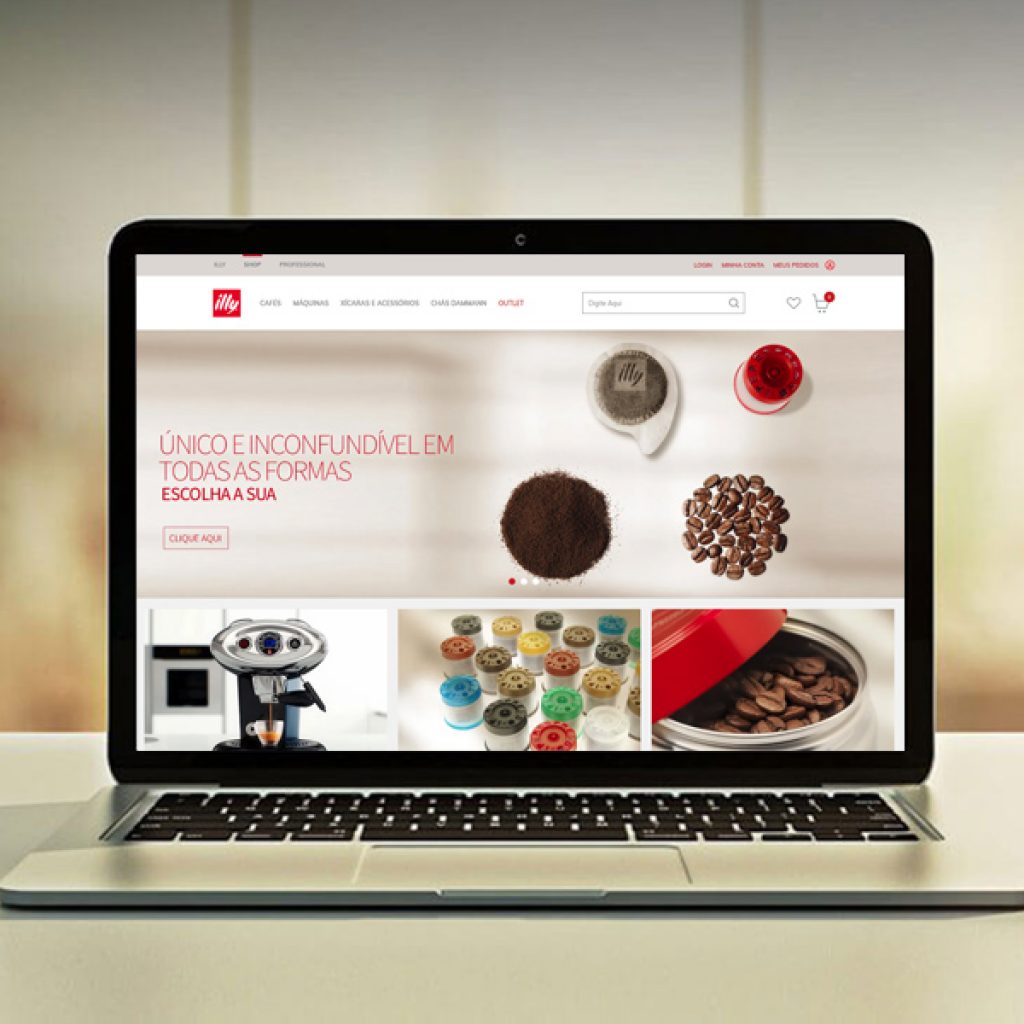 ILLY SHOP PROFESSIONAL LOGIN MINHA CONTA MEUS PEDIDOS
illy CAFÉS MÁQUINAS XÍCARAS E ACESSÓRIOS CHÁS DAMMANN OUTLET Digite Aqui 0
illy
ÚNICO E INCONFUNDÍVEL EM
TODAS AS FORMAS
ESCOLHA A SUA
CLIQUE AQUI